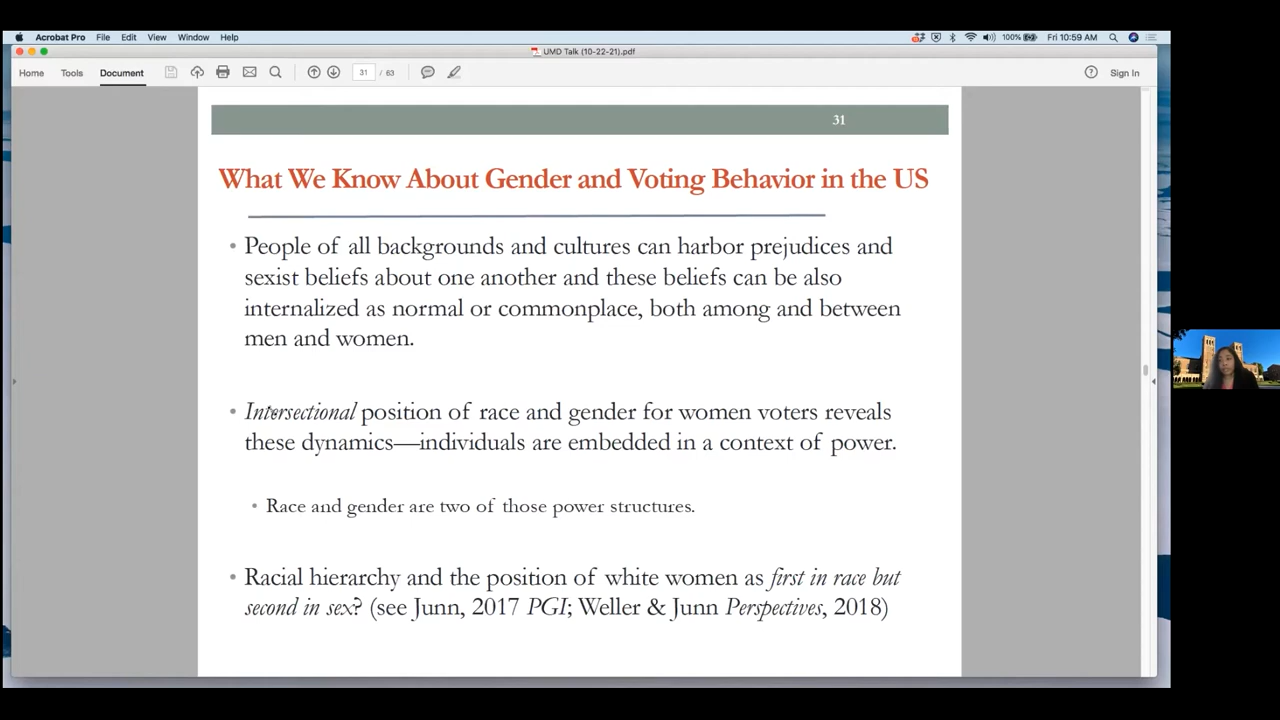 Acrobat Pro File Edit View Window Help 100% Fri 10:59 AM
UMD Talk (10-22-21).pdf
Home Tools Document 31 / 63 Sign In
31
What We Know About Gender and Voting Behavior in the US
• People of all backgrounds and cultures can harbor prejudices and
sexist beliefs about one another and these beliefs can be also
internalized as normal or commonplace, both among and between
men and women.
• Intersectional position of race and gender for women voters reveals
these dynamics—individuals are embedded in a context of power.
• Race and gender are two of those power structures.
• Racial hierarchy and the position of white women as first in race but
second in sex? (see Junn, 2017 PGI; Weller & Junn Perspectives, 2018)